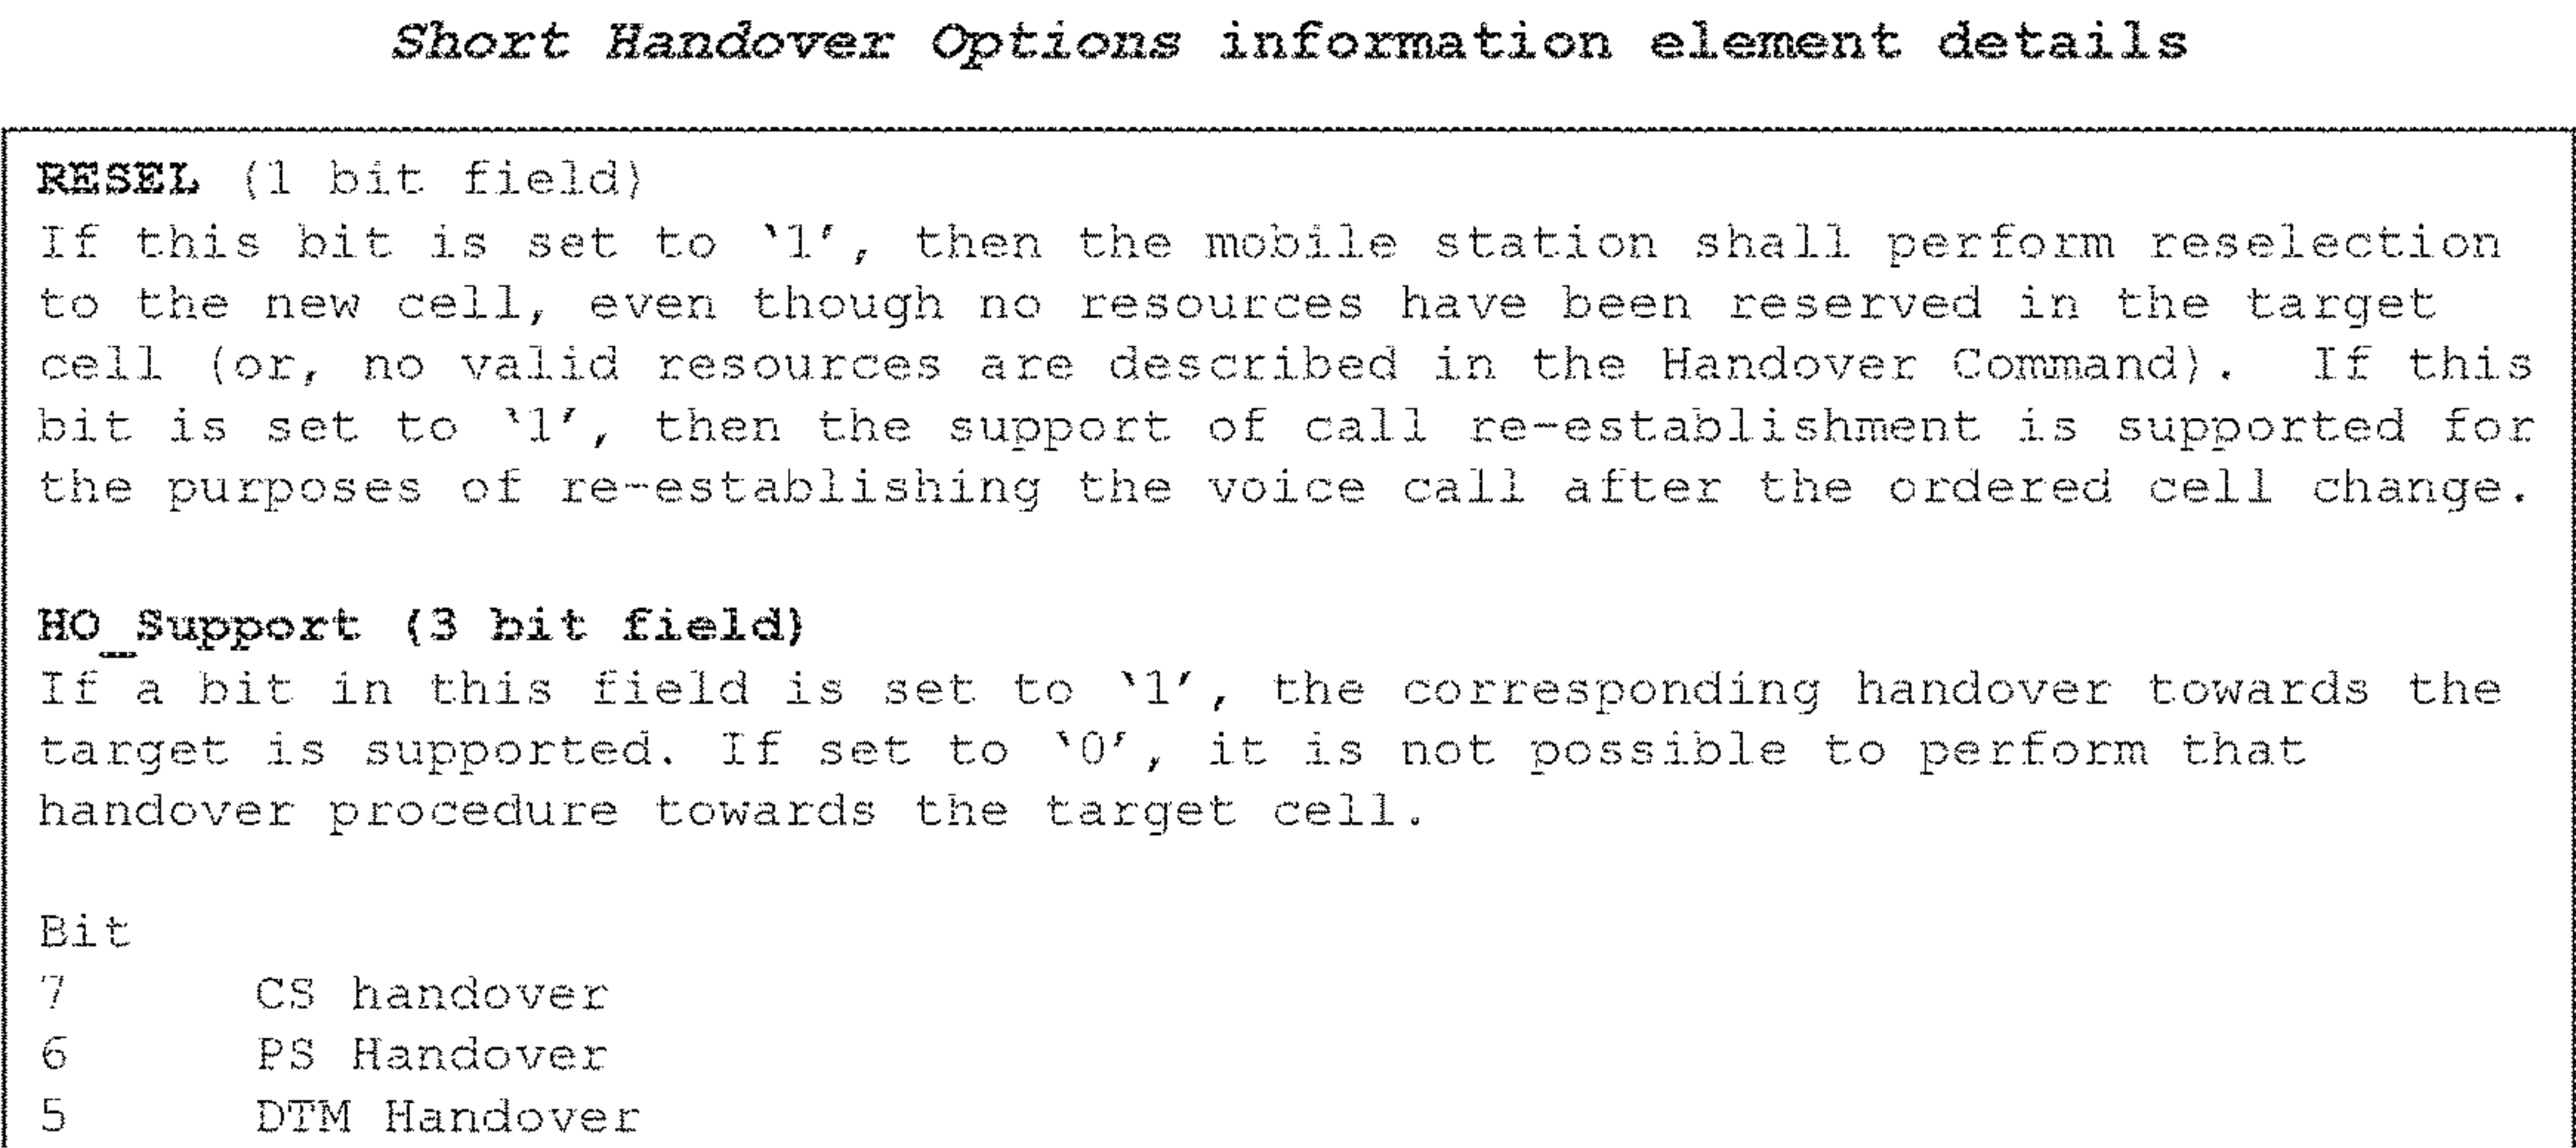 Short Handover Options information element details
RESEL (1 bit field)
If this bit is set to ‘1’, then the mobile station shall perform reselection
to the new cell, even though no resources have been reserved in the target
cell (or, no valid resources are described in the Handover Command).  If this
bit is set to ‘1’, then the support of call re-establishment is supported for
the purposes of re-establishing the voice call after the ordered cell change.
HO_Support (3 bit field)
If a bit in this field is set to ‘1’, the corresponding handover towards the
target is supported. If set to ‘0’, it is not possible to perform that
handover procedure towards the target cell.
Bit
7 CS handover
6 PS Handover
5 DTM Handover